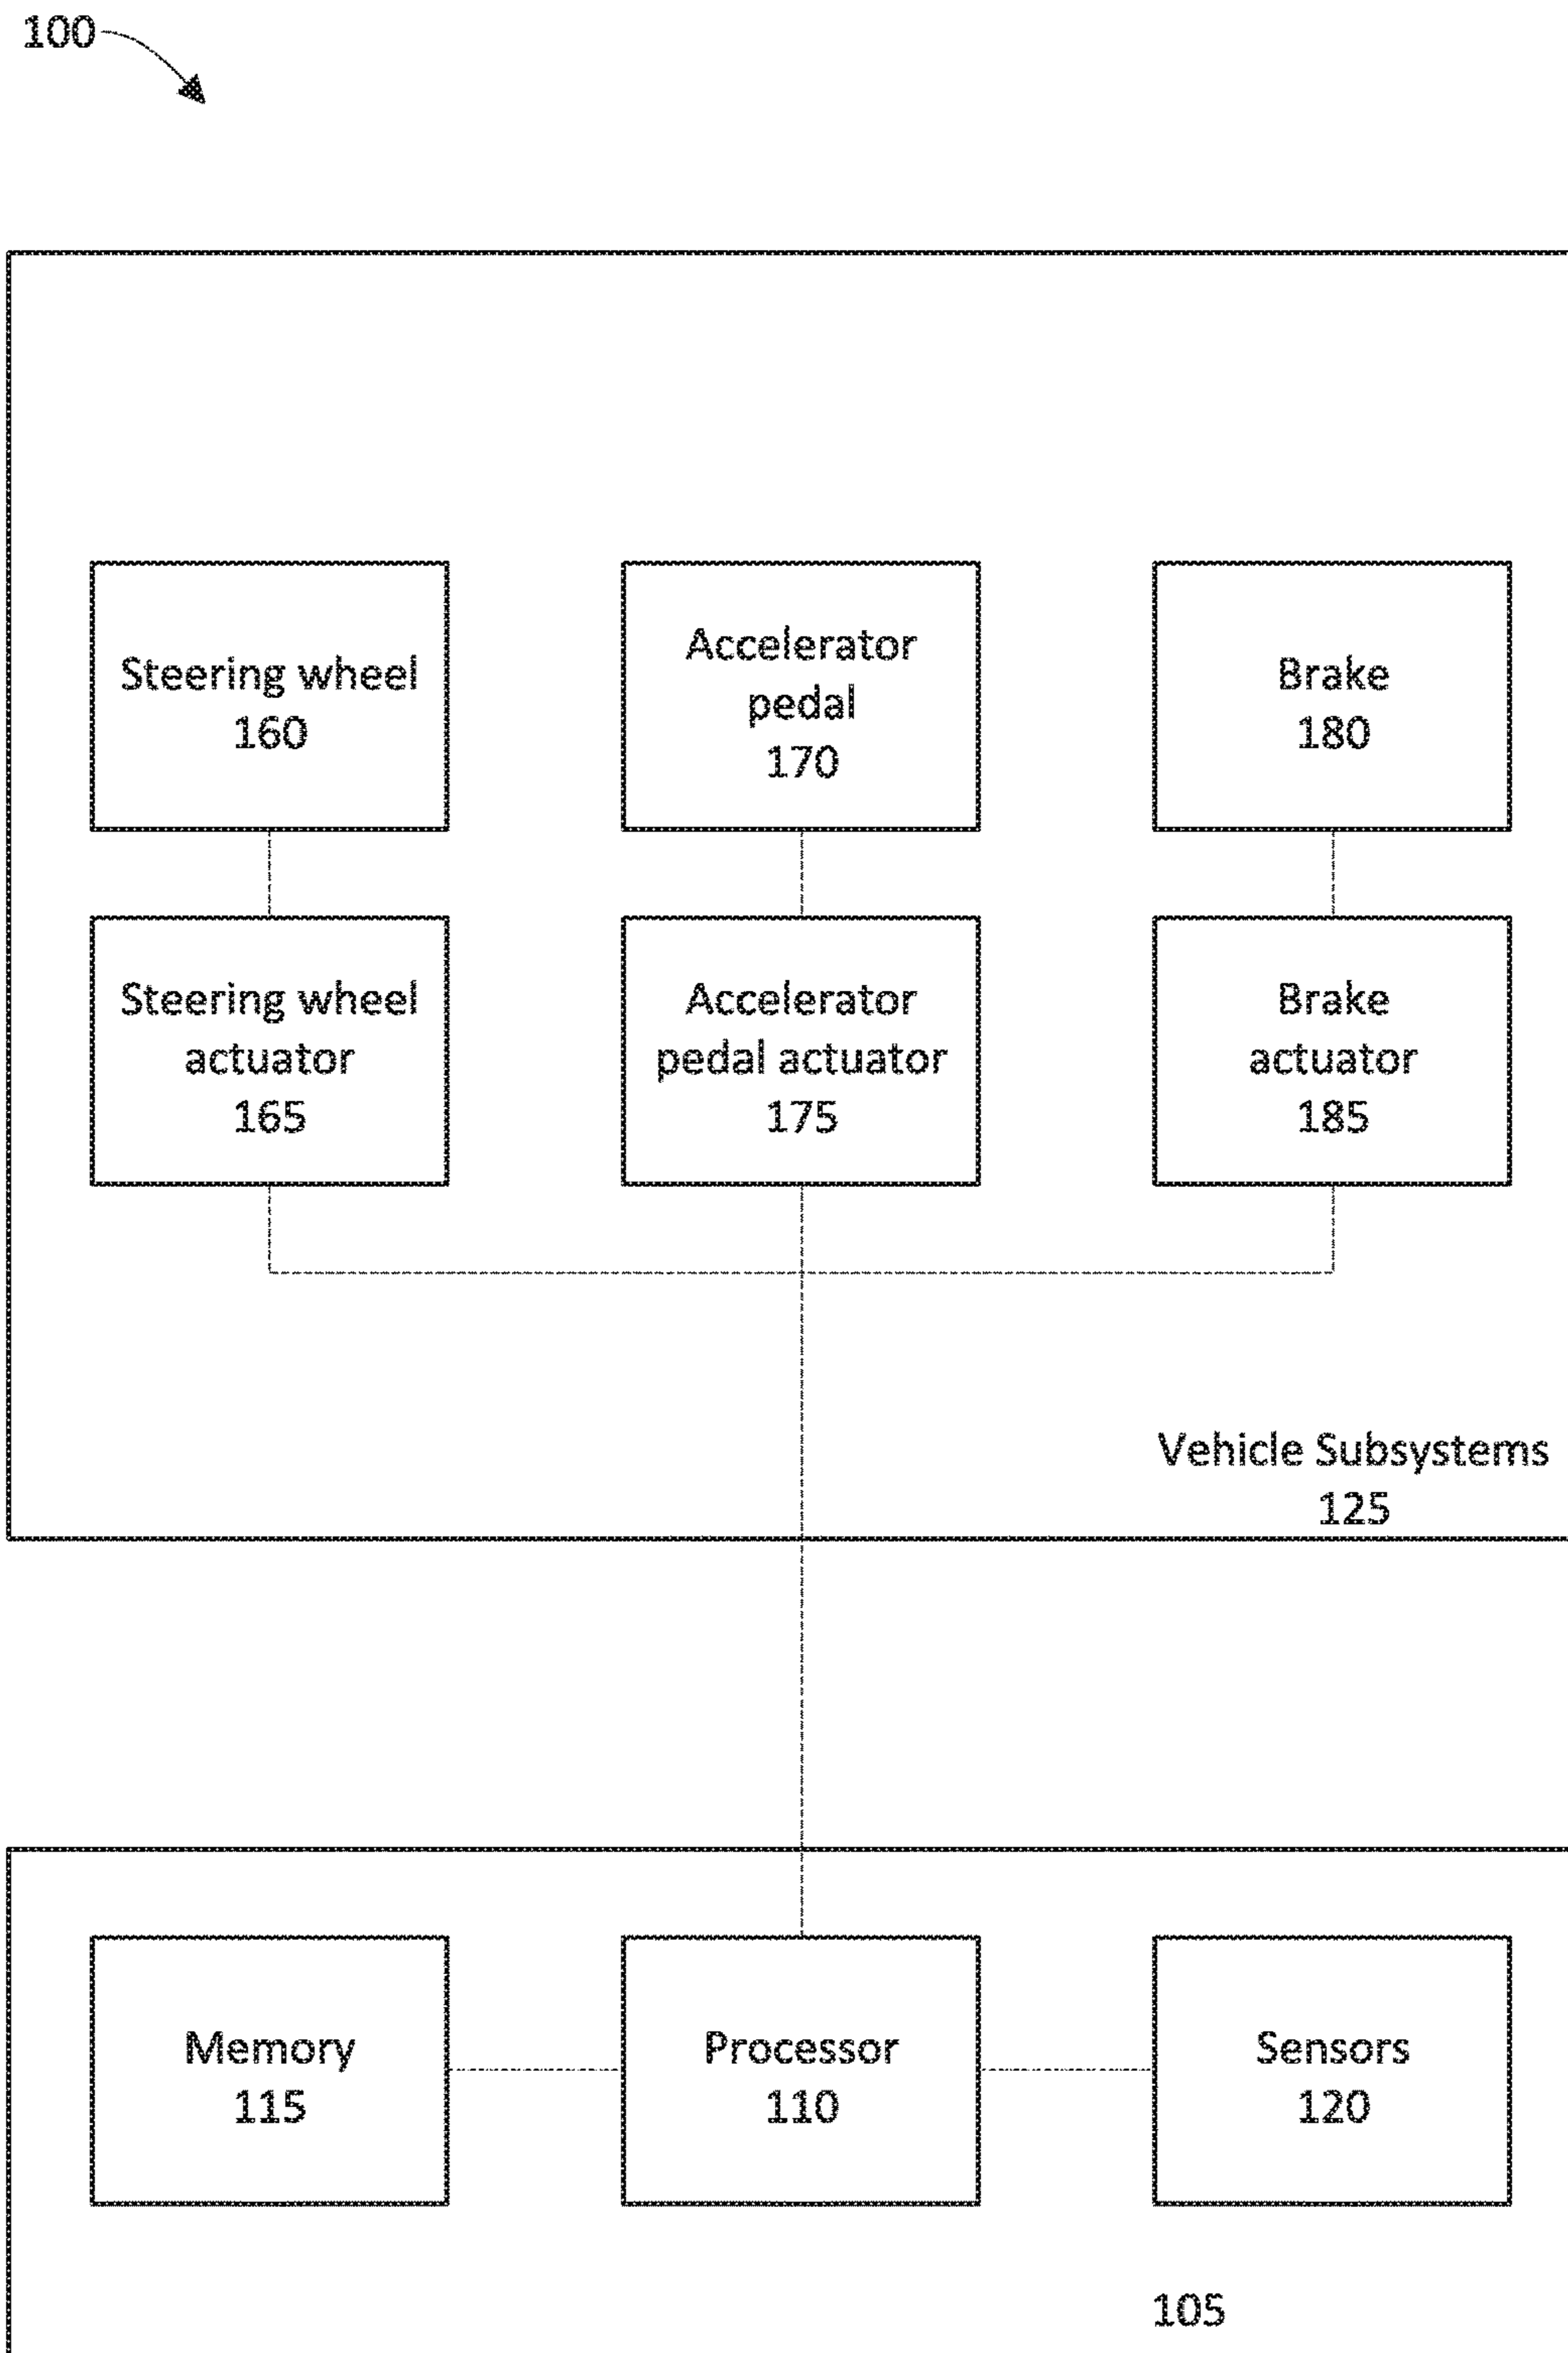 100
Steering wheel
160
Accelerator
pedal
170
Brake
180
Steering wheel
actuator
165
Accelerator
pedal actuator
175
Brake
actuator
185
Vehicle Subsystems
125
Memory
115
Processor
110
Sensors
120
105